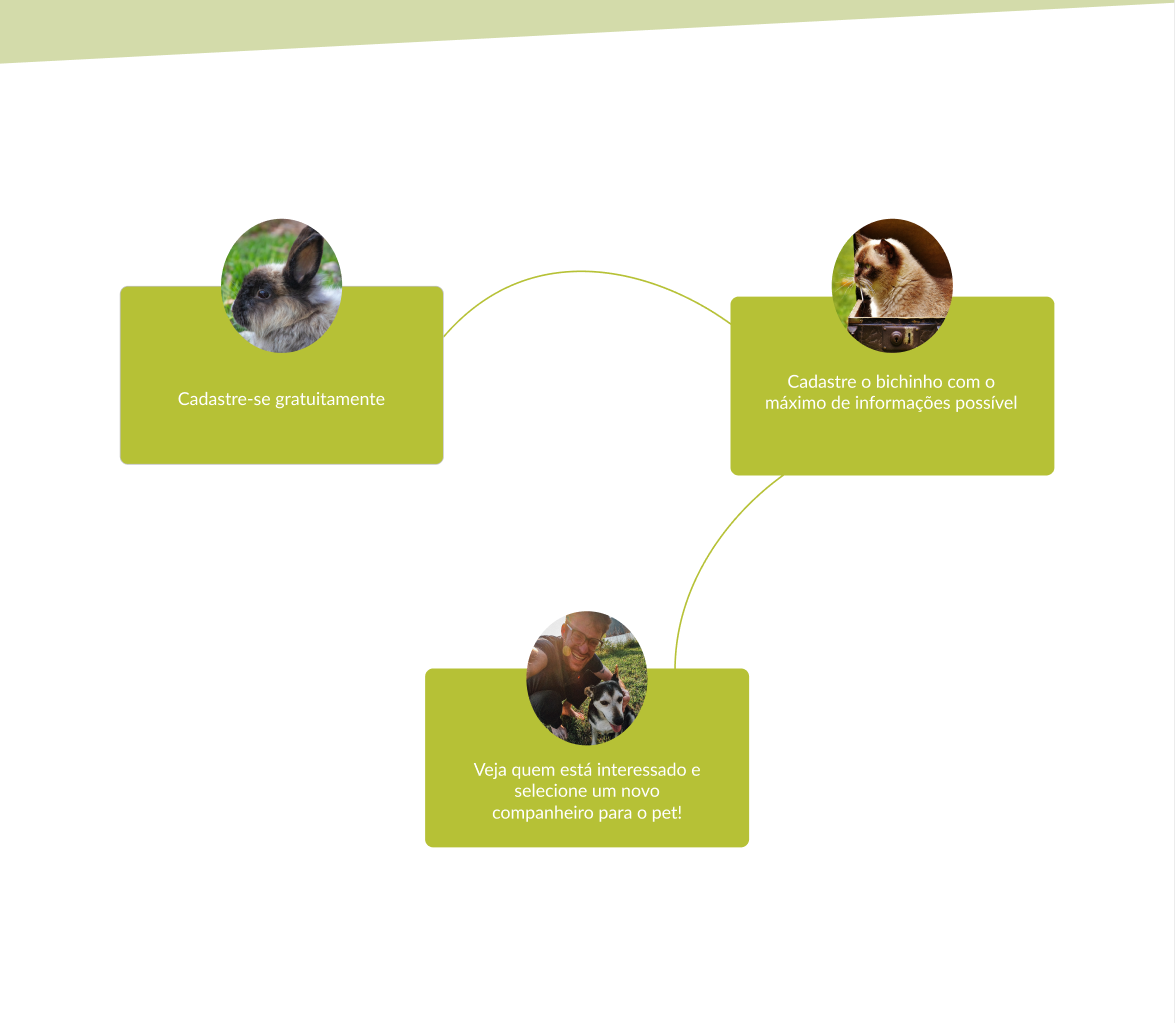 Cadastre-se gratuitamente
Cadastre o bichinho com o
máximo de informações possível
Veja quem está interessado e
selecione um novo
companheiro para o pet!